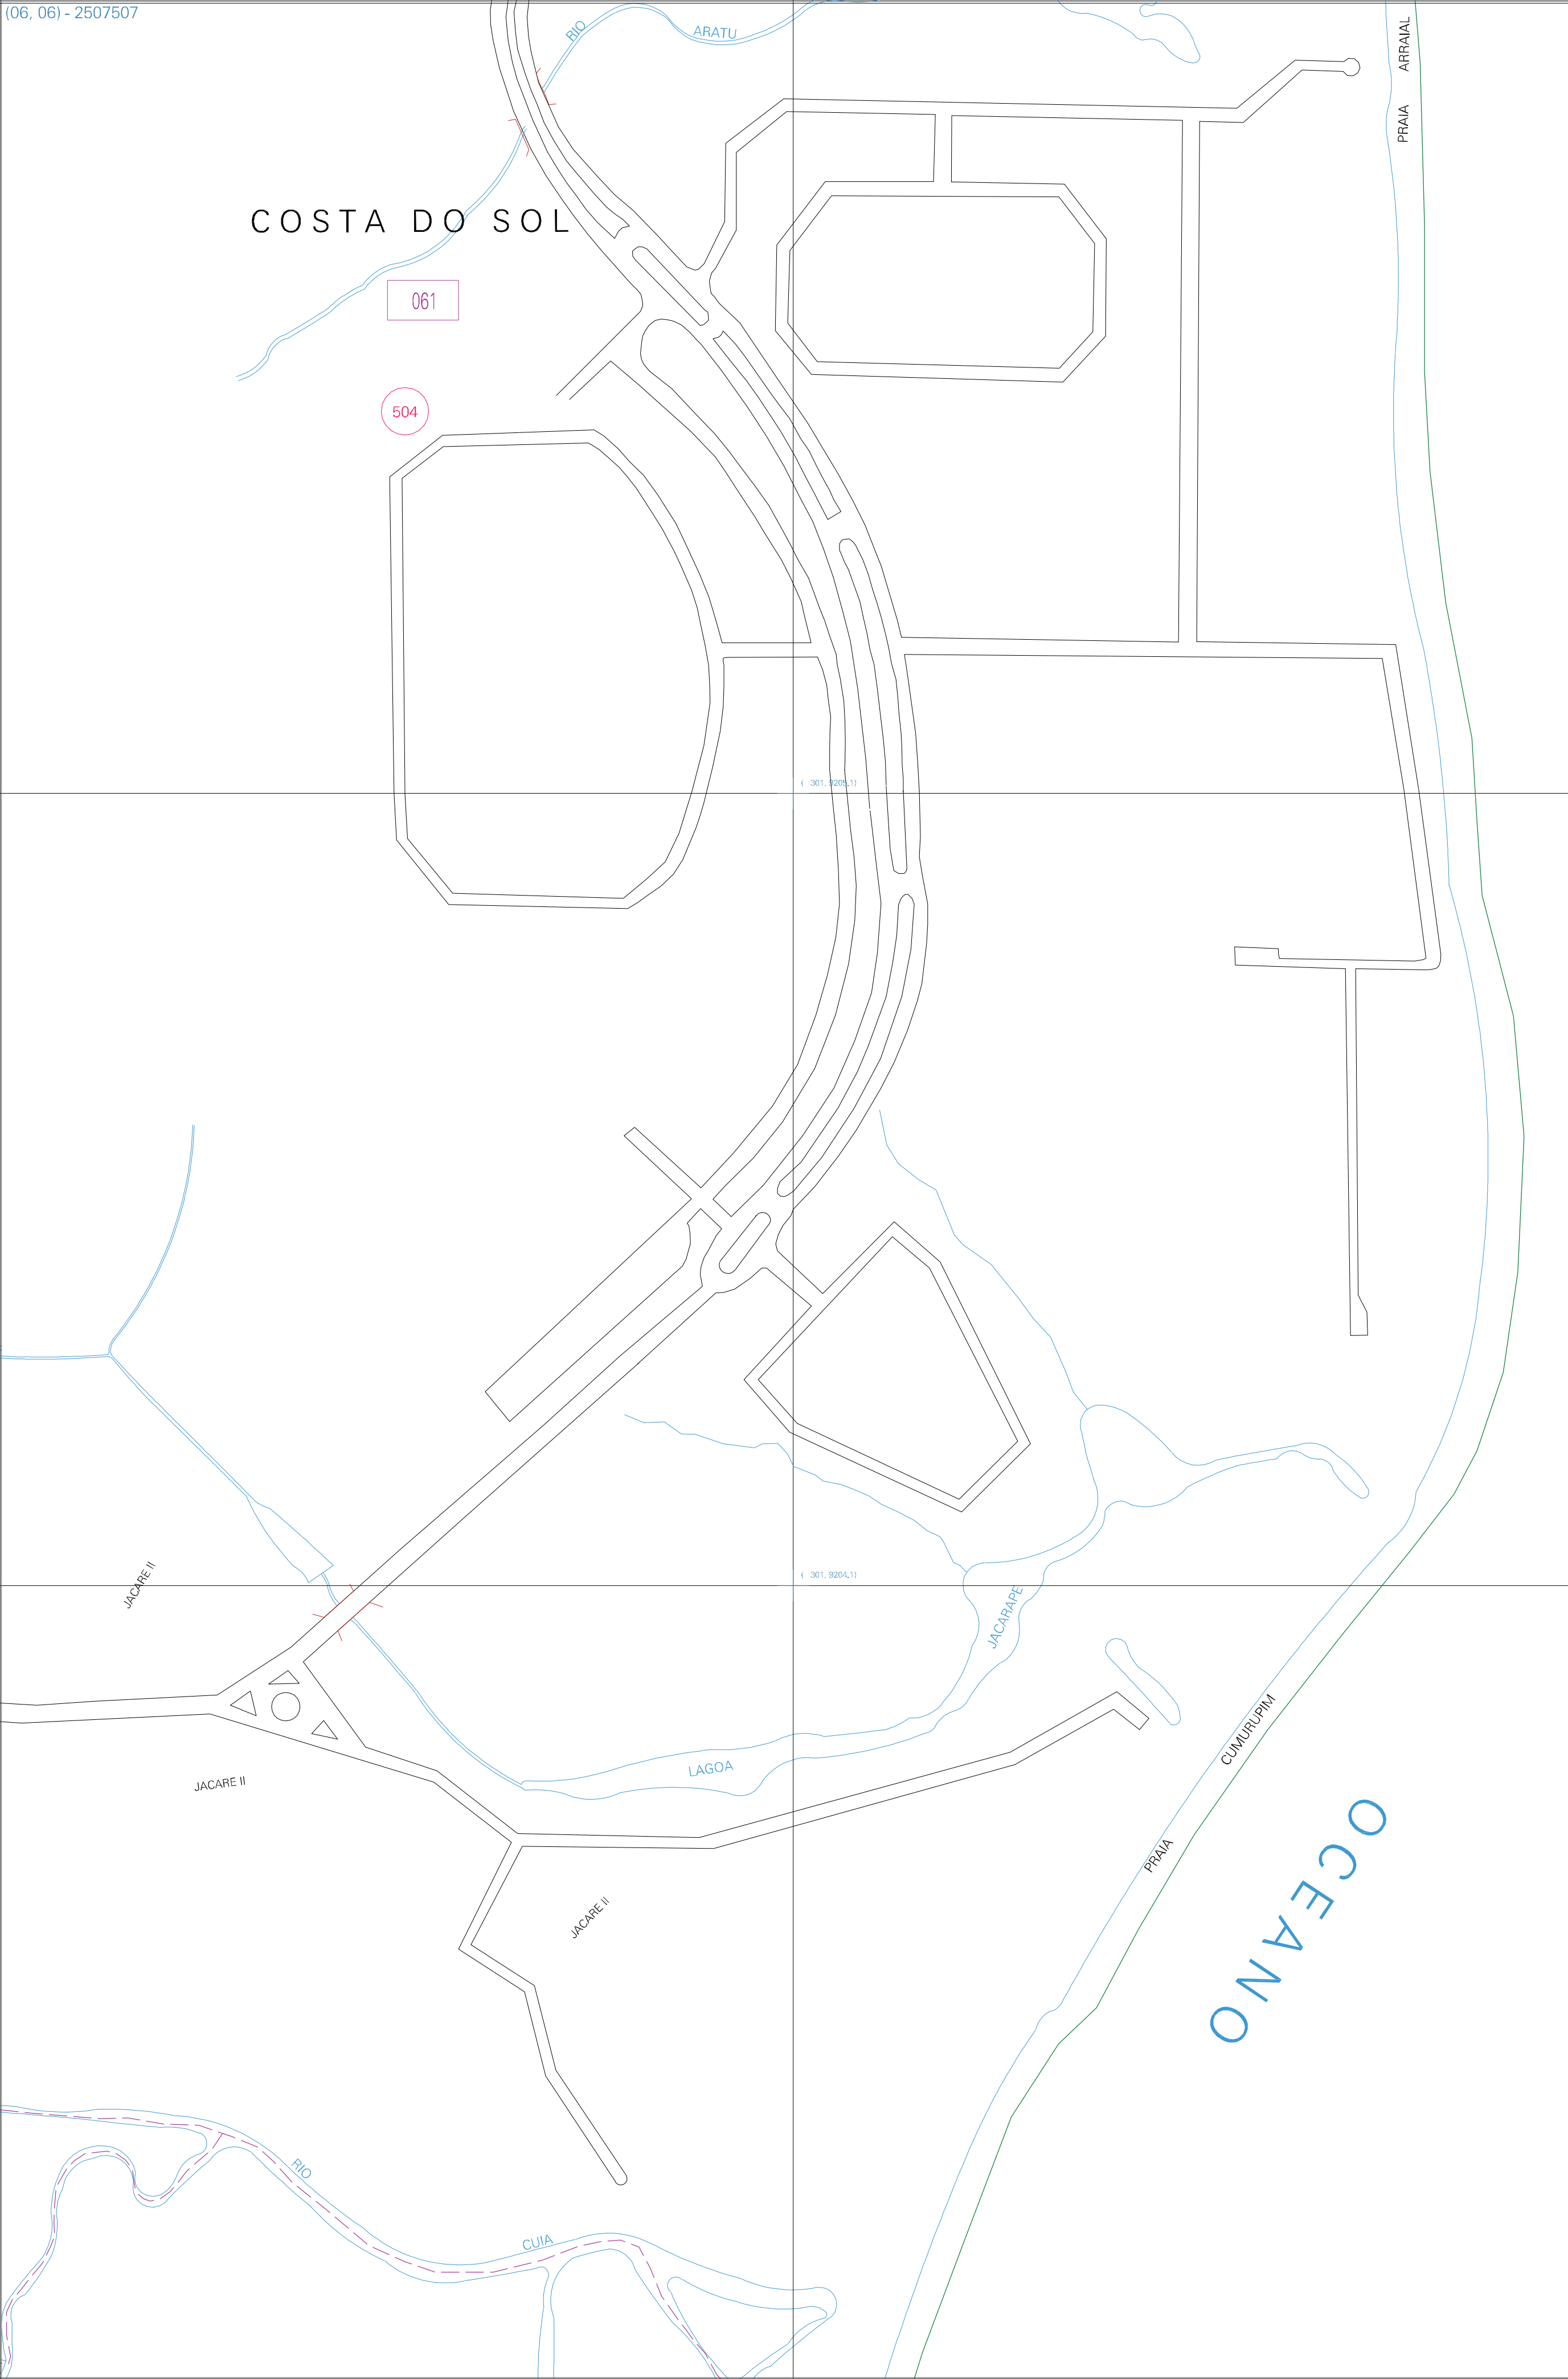 (06, 06) - 2507507
RIO
ARATU
PRAIA ARRAIAL
COSTA DO SOL
061
504
( 301, 9205,1)
JACARE II
( 301, 9204,1)
JACARAPE
LAGOA
JACARE II
CUMURUPIM
PRAIA
OCEANO
JACARE II
RIO
CUIA